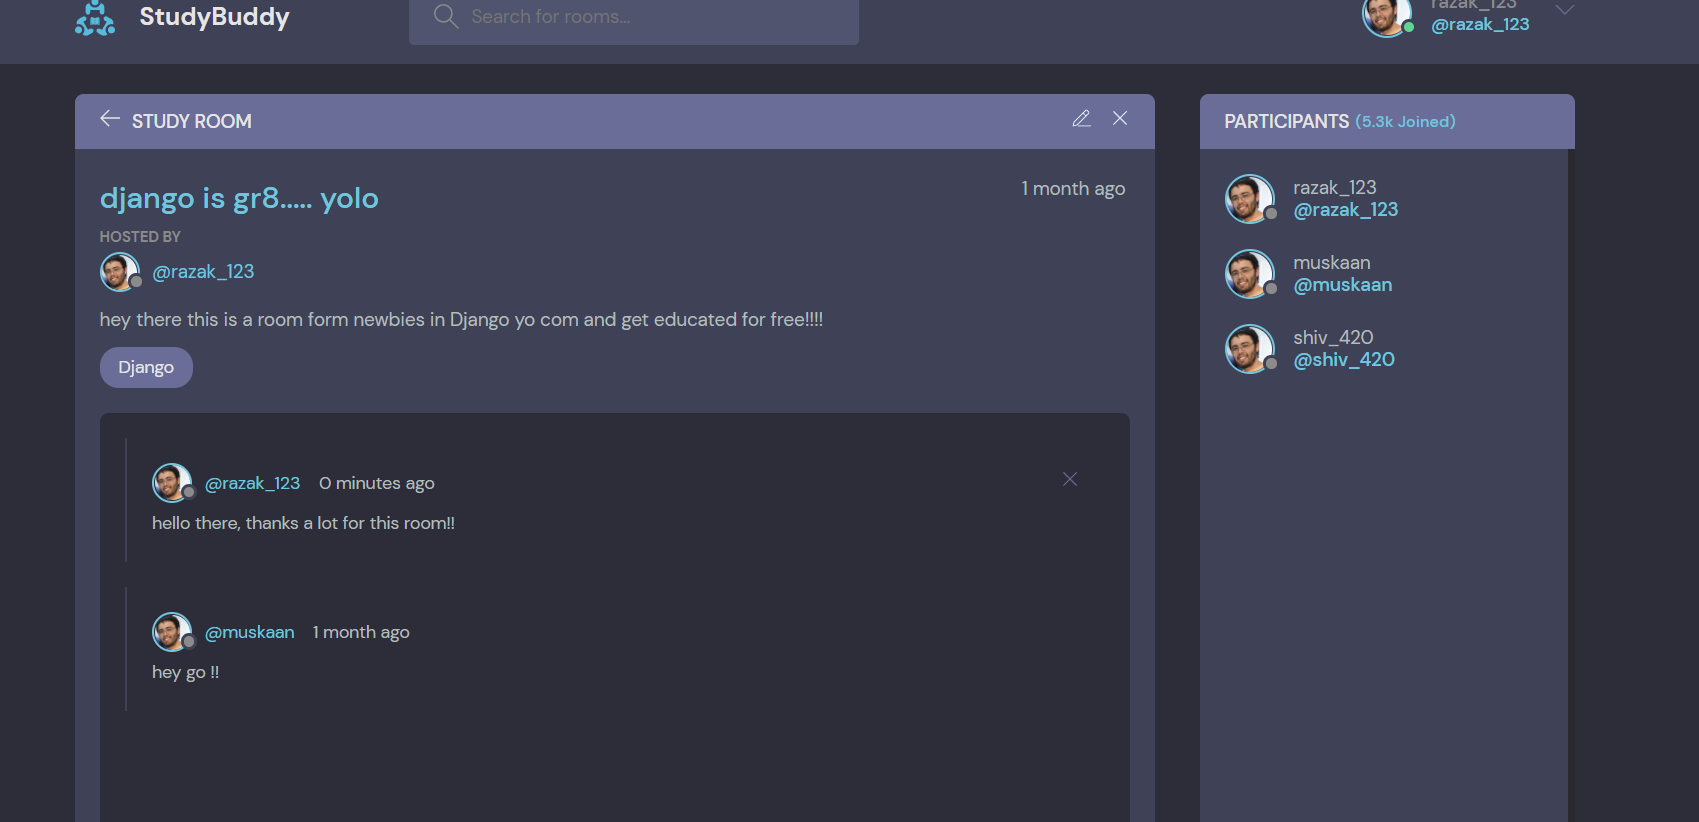 StudyBuddy
Search for rooms...
razak_123
@razak_123
STUDY ROOM
django is gr8..... yolo
1 month ago
HOSTED BY
@razak_123
hey there this is a room form newbies in Django yo com and get educated for free!!!!
Django
@razak_123 0 minutes ago
hello there, thanks a lot for this room!!
@muskaan 1 month ago
hey go !!
PARTICIPANTS (5.3k Joined)
razak_123
@razak_123
muskaan
@muskaan
shiv_420
@shiv_420